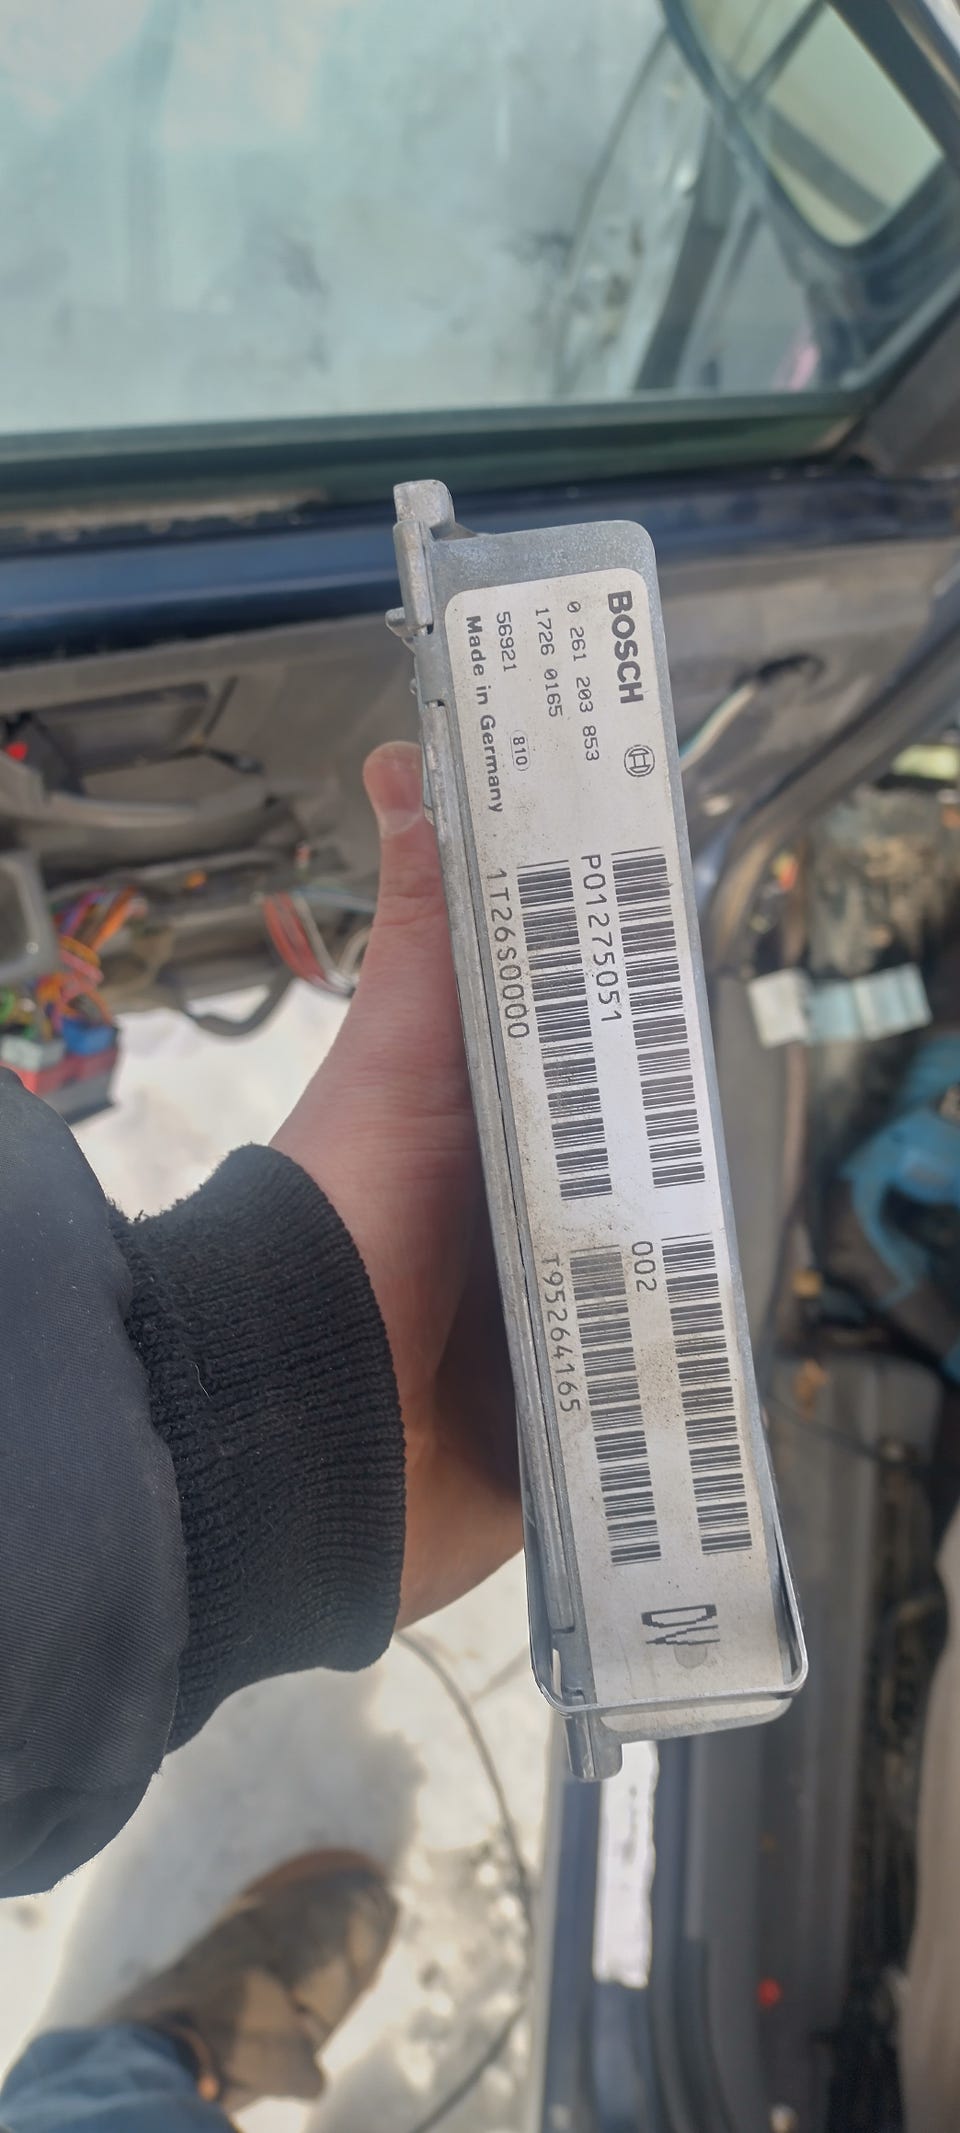 BOSCH
0 261 203 853
1726 0165
56921 810
Made in Germany
P01275051
1T26S0000
002
T95264165
DV